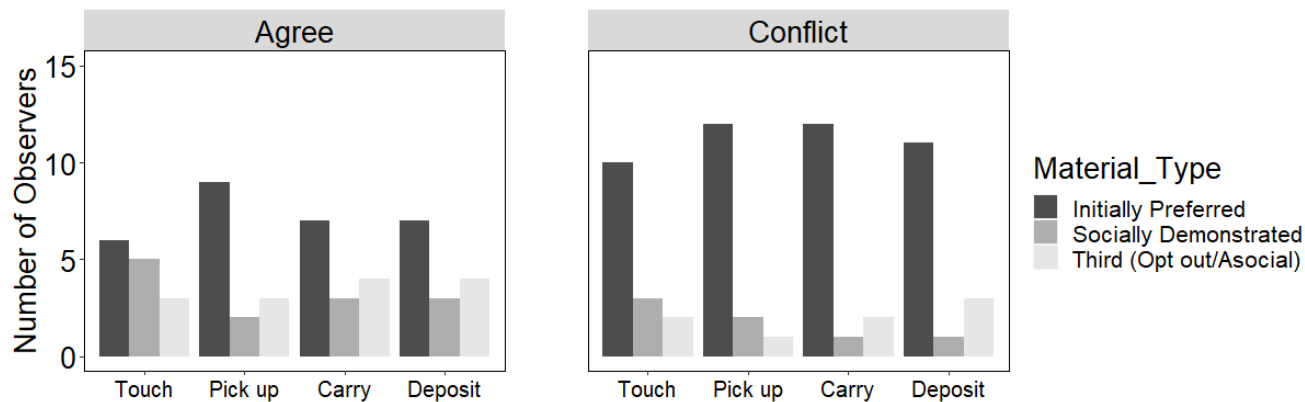 Agree
Conflict
Number of Observers
15
10
5
0
Touch
Pick up
Carry
Deposit
Touch
Pick up
Carry
Deposit
Material_Type
Initially Preferred
Socially Demonstrated
Third (Opt out/Asocial)